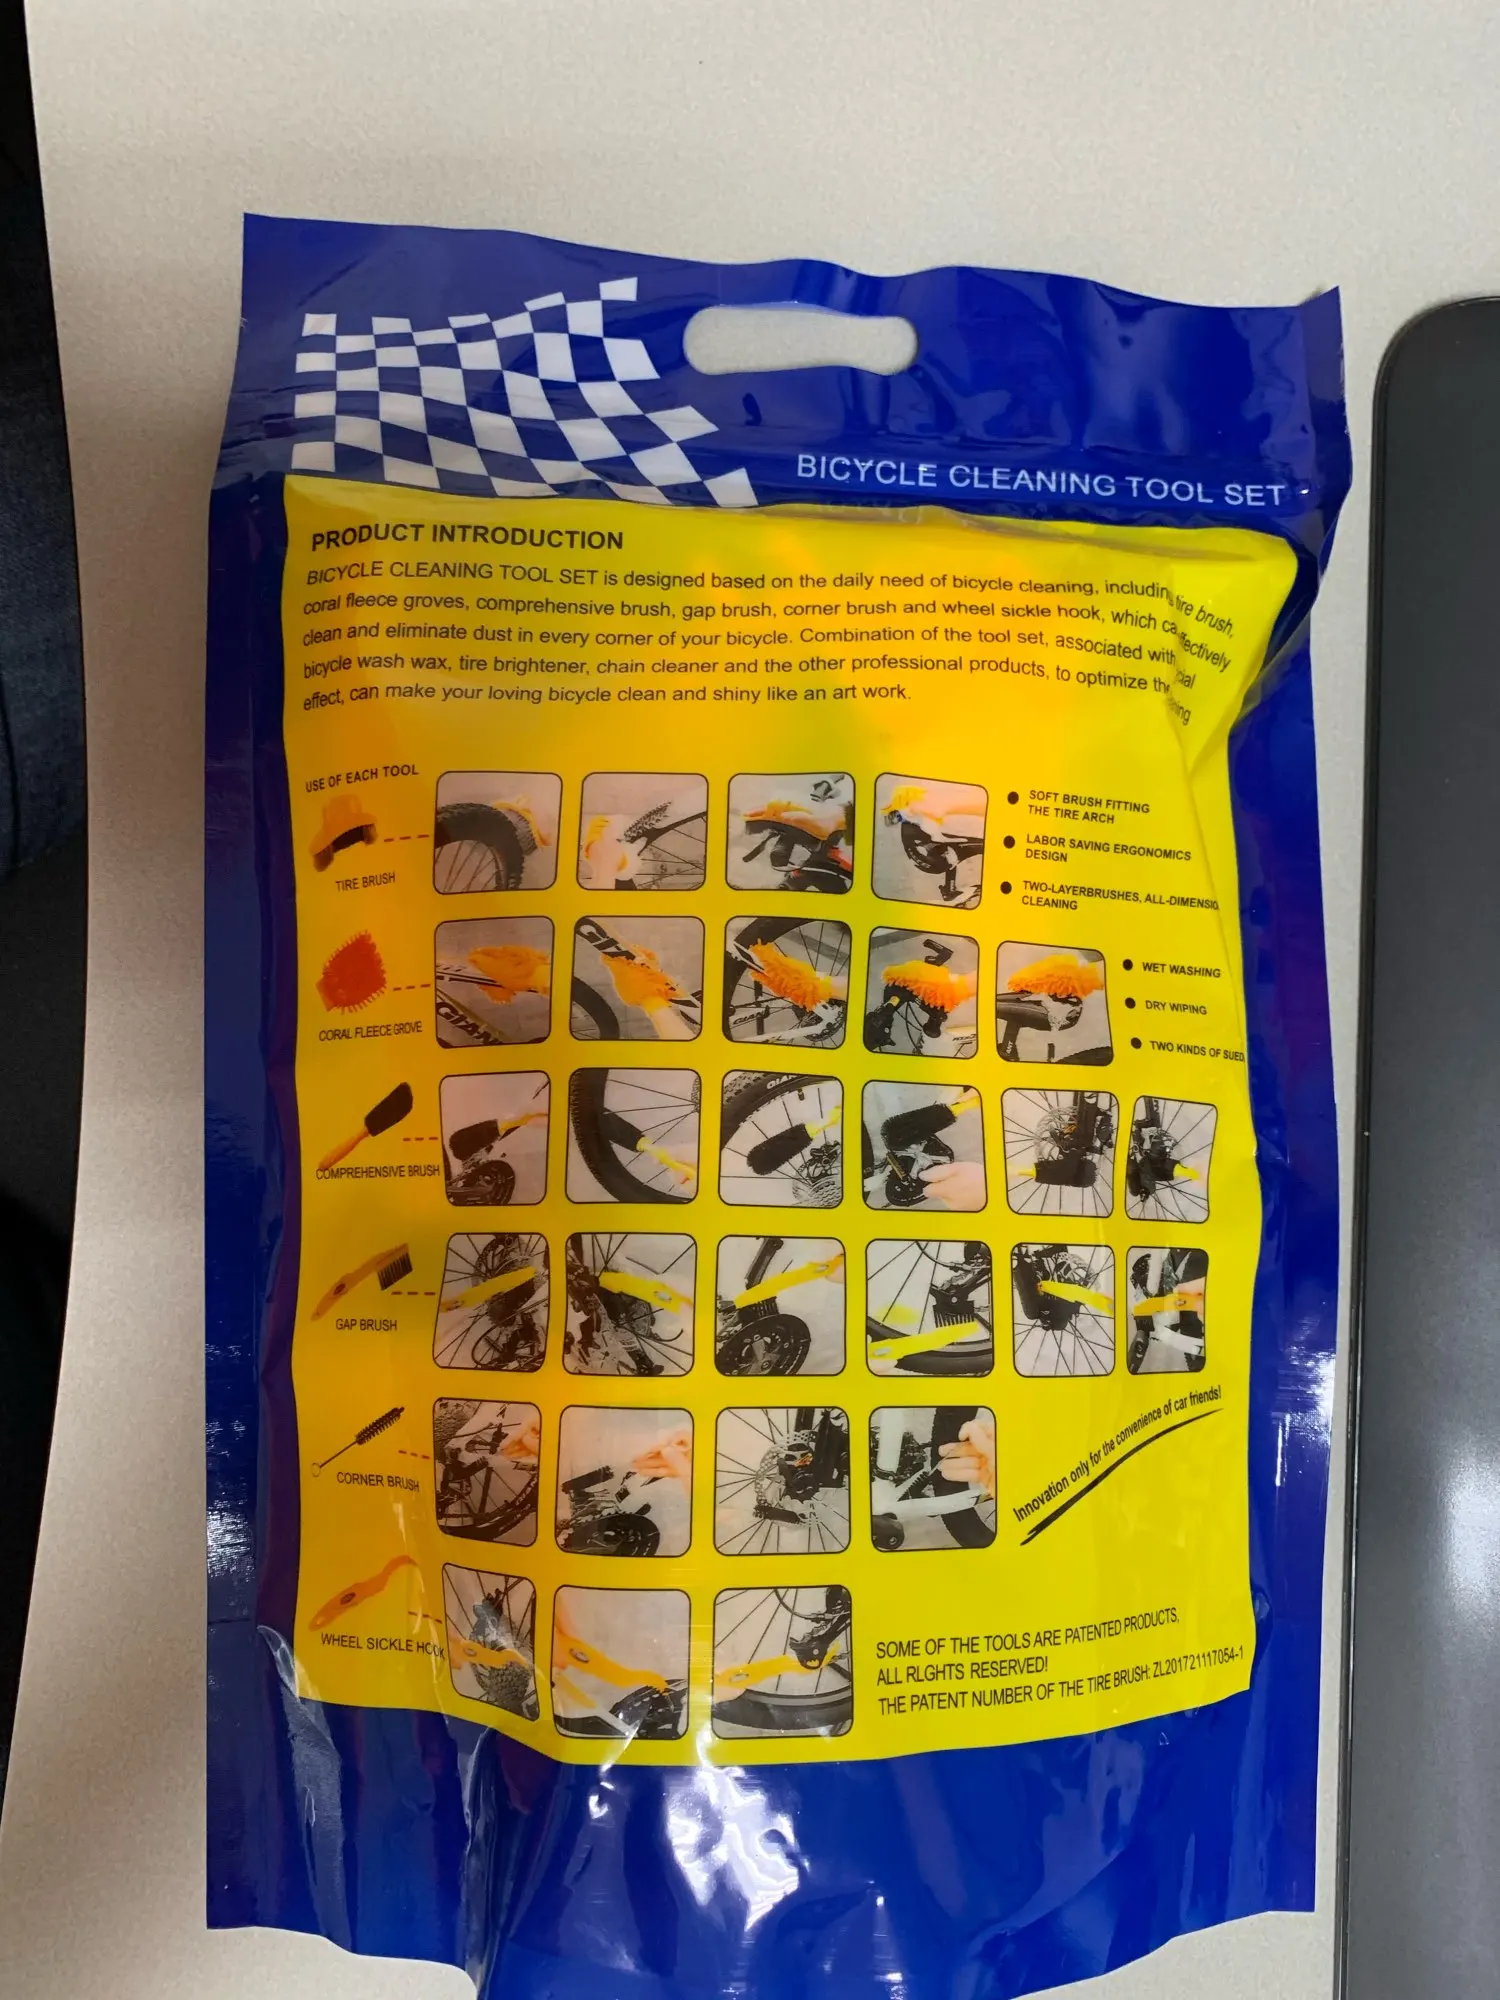 BICYCLE CLEANING TOOL SET
PRODUCT INTRODUCTION
BICYCLE CLEANING TOOL SET is designed based on the daily need of bicycle cleaning, including tire brush,
coral fleece groves, comprehensive brush, gap brush, corner brush and wheel sickle hook, which
clean and eliminate dust in every corner of your bicycle. Combination of the tool set, associated with
bicycle wash wax, tire brightener, chain cleaner and the other professional products, to optimize the
effect, can make your loving bicycle clean and shiny like an art work.
USE OF EACH TOOL
TIRE BRUSH
SOFT BRUSH FITTING
THE TIRE ARCH
LABOR SAVING ERGONOMICS
DESIGN
TWO-LAYERBRUSHES, ALL-DIMENSIO
CLEANING
CORAL FLEECE GROVE
GIANT
GIA
GIANT
WET WASHING
DRY WIPING
TWO KINDS OF SUED
COMPREHENSIVE BRUSH
GIANT
GAP BRUSH
CORNER BRUSH
Innovation only for the convenience of car friends!
WHEEL SICKLE HOOK
SOME OF THE TOOLS ARE PATENTED PRODUCTS,
ALL RLGHTS RESERVED!
THE PATENT NUMBER OF THE TIRE BRUSH: ZL201721117054-1